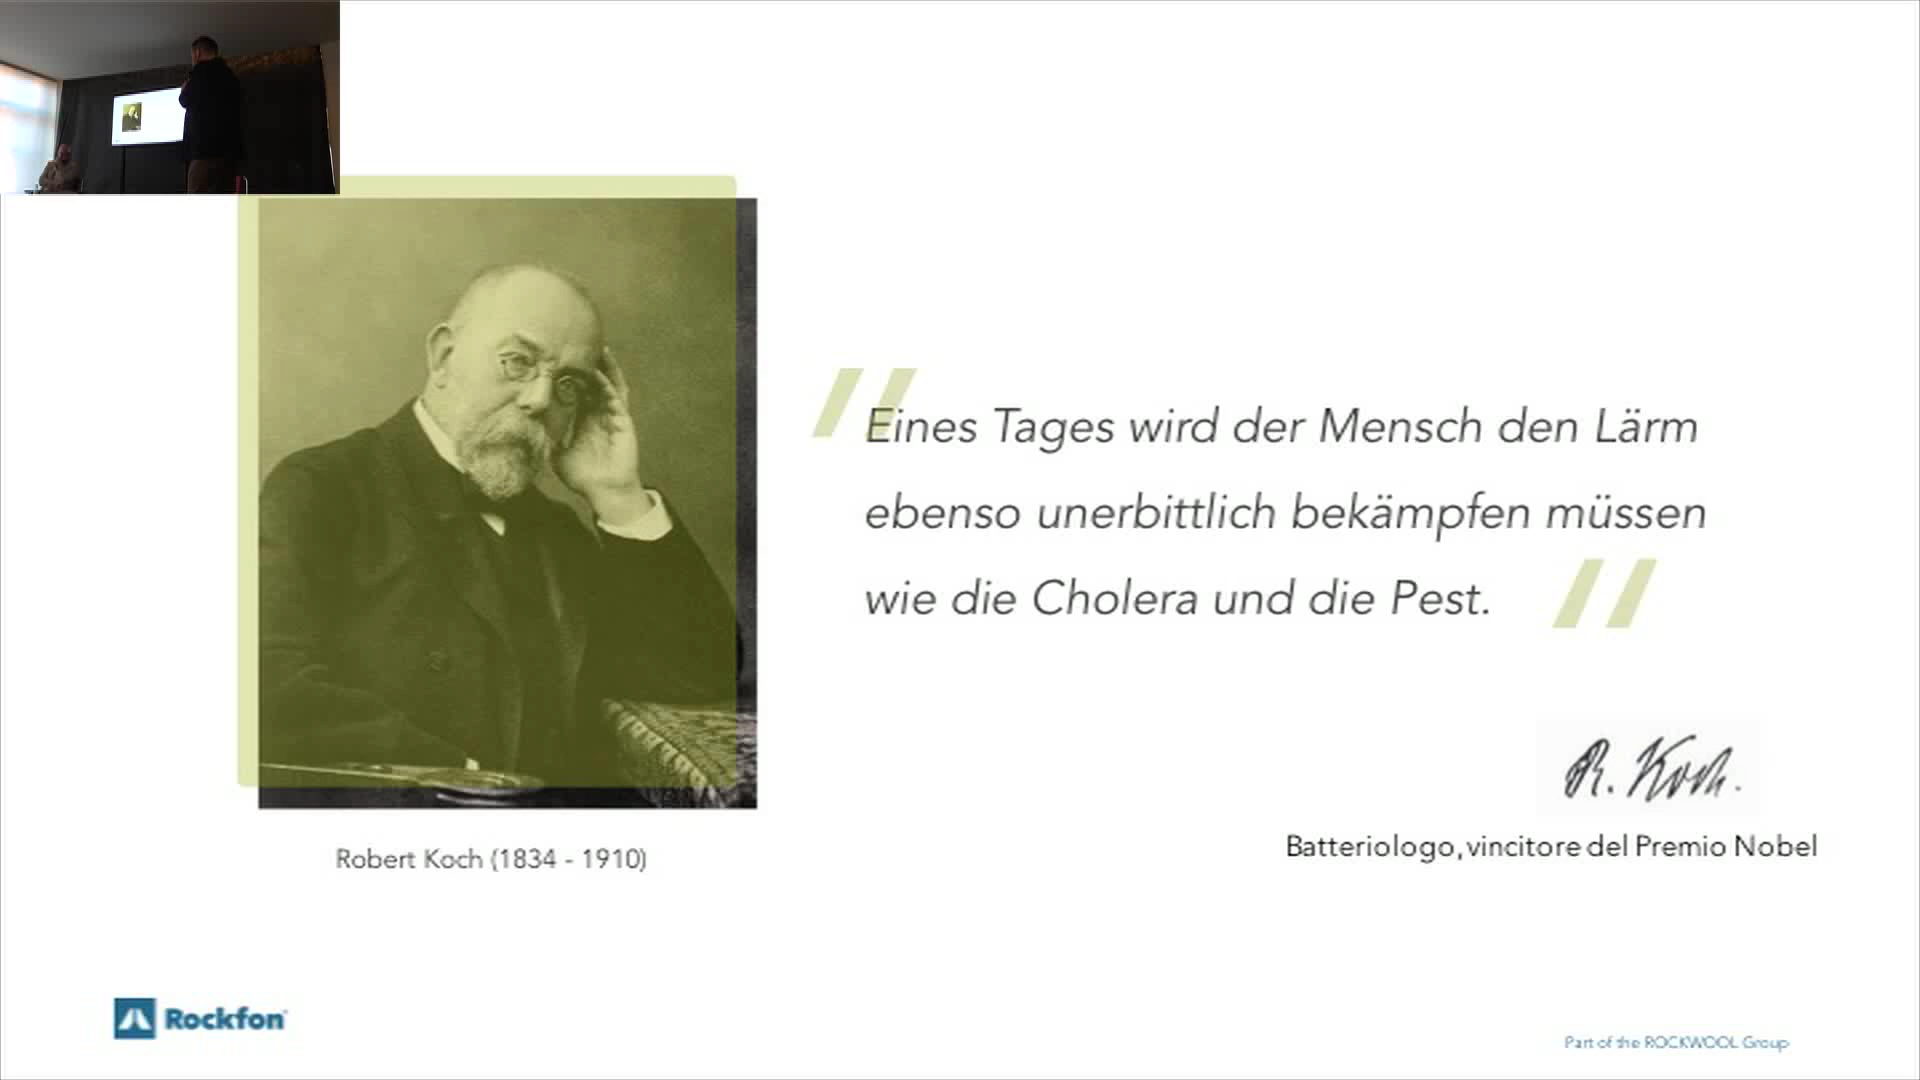 Eines Tages wird der Mensch den Lärm
ebenso unerbittlich bekämpfen müssen
wie die Cholera und die Pest.
R. Koch.
Batteriologo, vincitore del Premio Nobel
Robert Koch (1834 - 1910)
Rockfon
Part of the ROCKWOOL Group